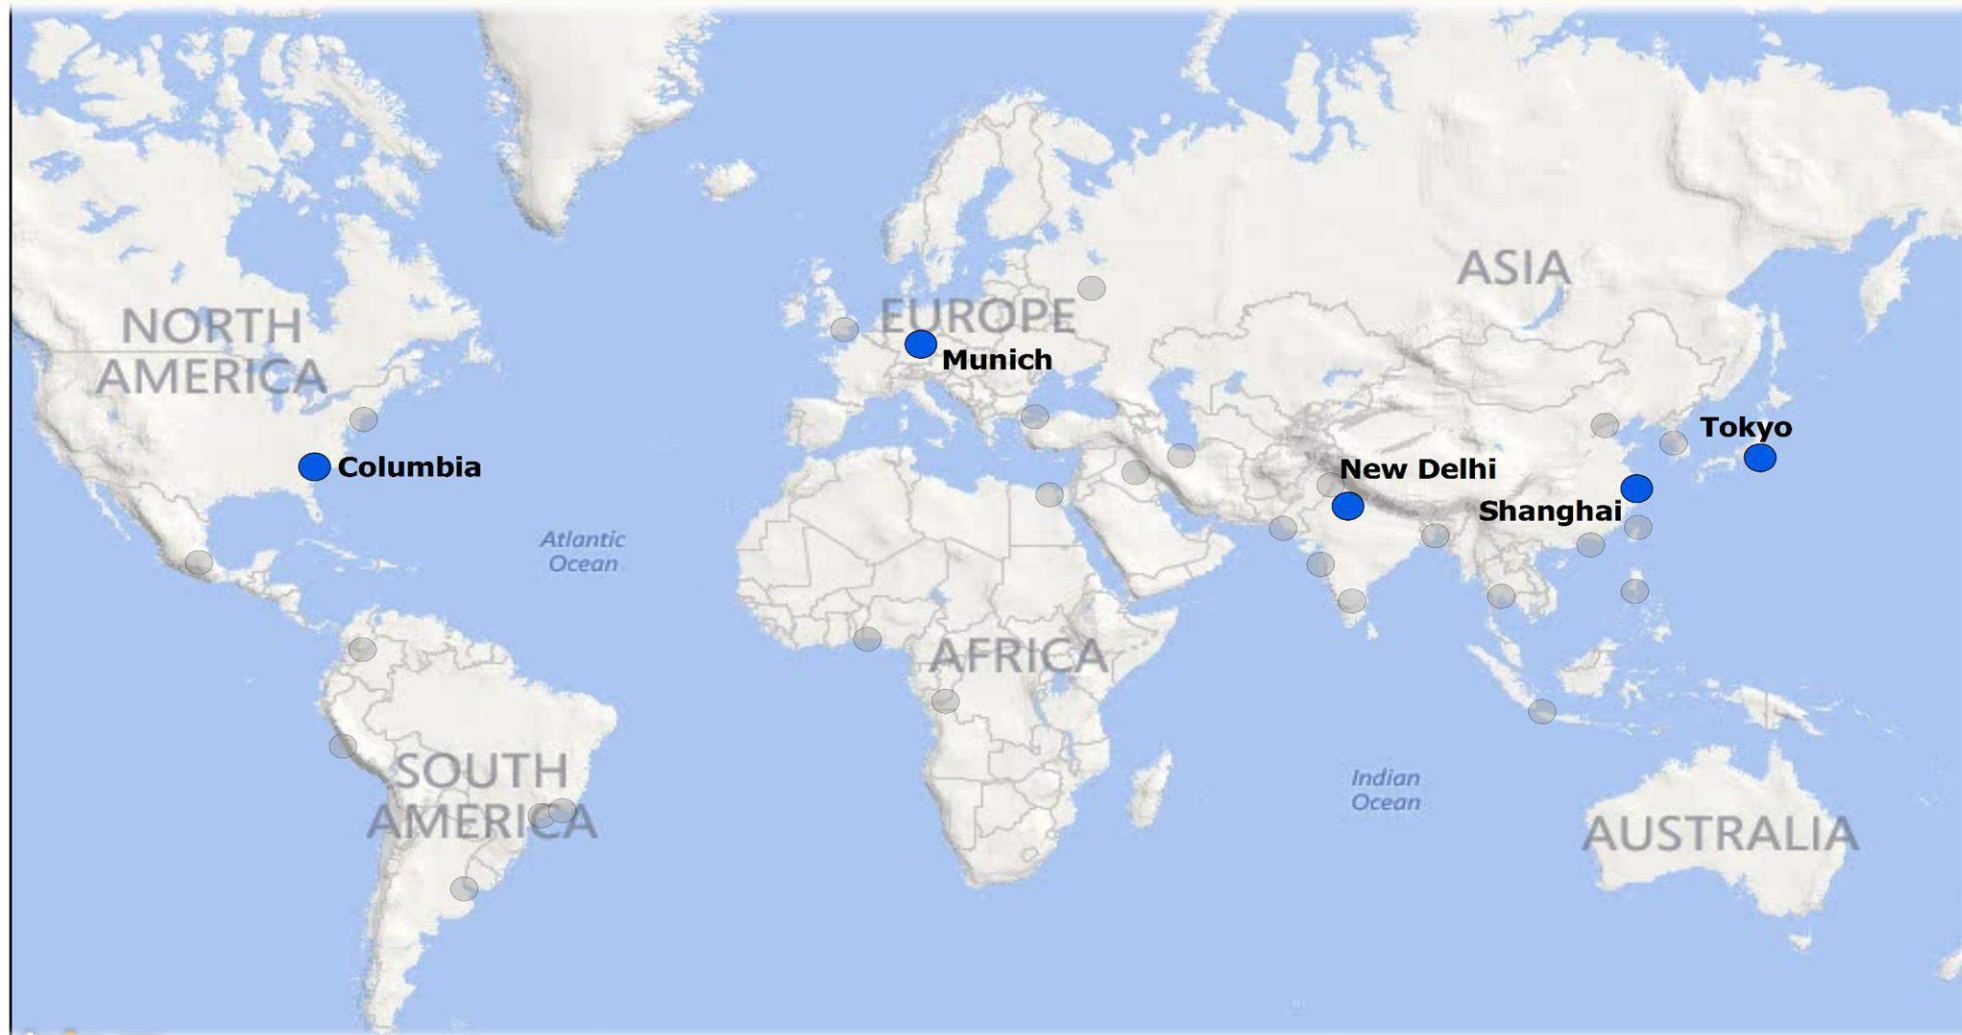 ASIA
NORTH
AMERICA
EUROPE
Munich
Tokyo
Columbia
New Delhi
Shanghai
Atlantic
Ocean
AFRICA
SOUTH
AMERICA
Indian
Ocean
AUSTRALIA